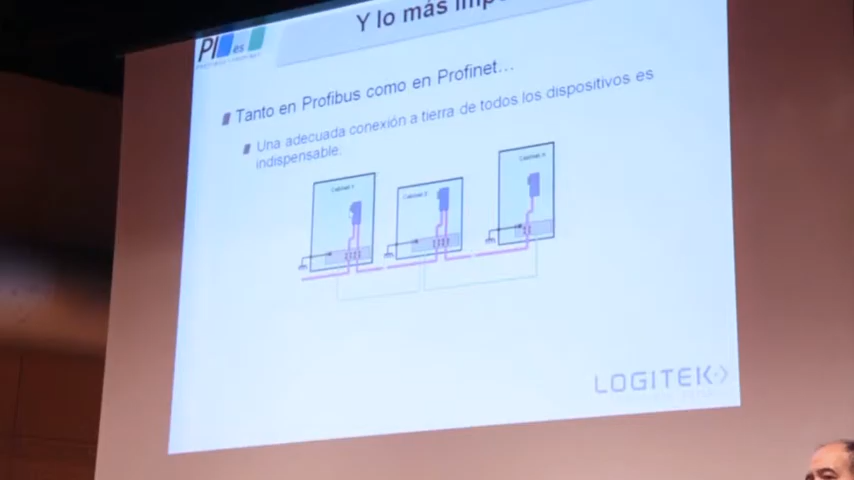 Y lo más
PI es
Tanto en Profibus como en Profinet...
Una adecuada conexión a tierra de todos los dispositivos es
indispensable.
LOGITEK